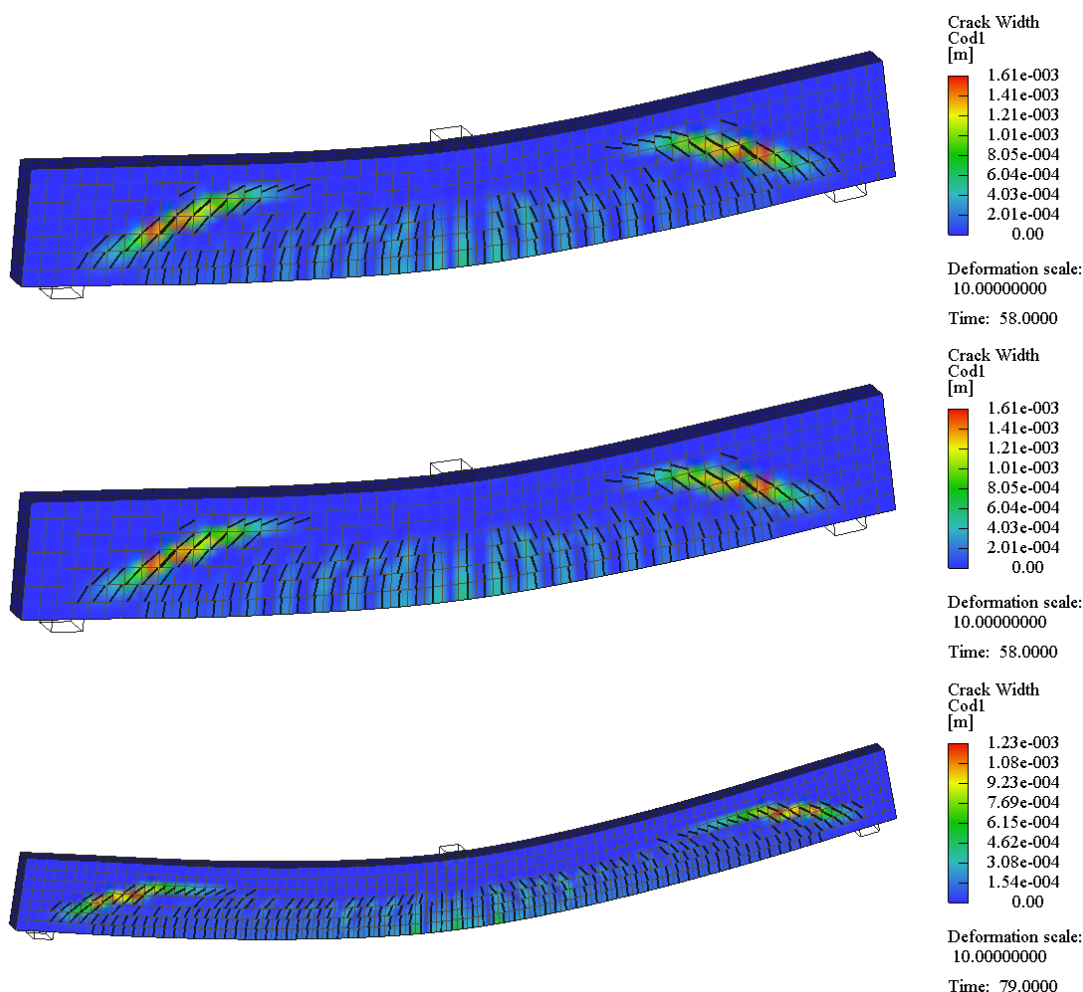 Crack Width
Cod1
[m]
1.61e-003
1.41e-003
1.21e-003
1.01e-003
8.05e-004
6.04e-004
4.03e-004
2.01e-004
0.00
Deformation scale:
10.00000000
Time: 58.0000
Crack Width
Cod1
[m]
1.61e-003
1.41e-003
1.21e-003
1.01e-003
8.05e-004
6.04e-004
4.03e-004
2.01e-004
0.00
Deformation scale:
10.00000000
Time: 58.0000
Crack Width
Cod1
[m]
1.23e-003
1.08e-003
9.23e-004
7.69e-004
6.15e-004
4.62e-004
3.08e-004
1.54e-004
0.00
Deformation scale:
10.00000000
Time: 79.0000